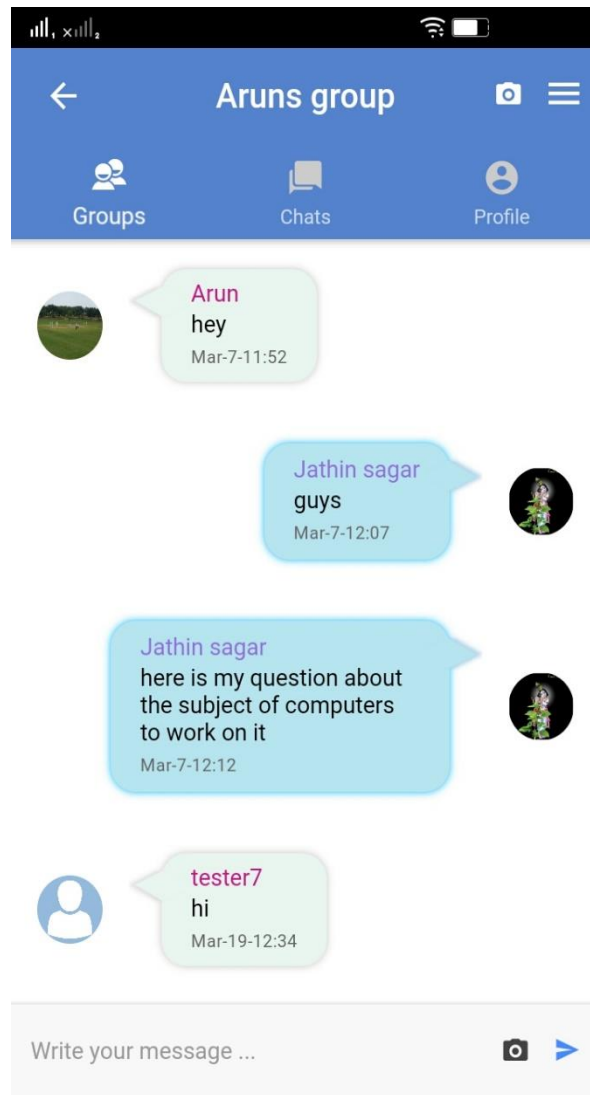 Aruns group
Groups
Chats
Profile
Arun
hey
Mar-7-11:52
Jathin sagar
guys
Mar-7-12:07
Jathin sagar
here is my question about
the subject of computers
to work on it
Mar-7-12:12
tester7
hi
Mar-19-12:34
Write your message ...